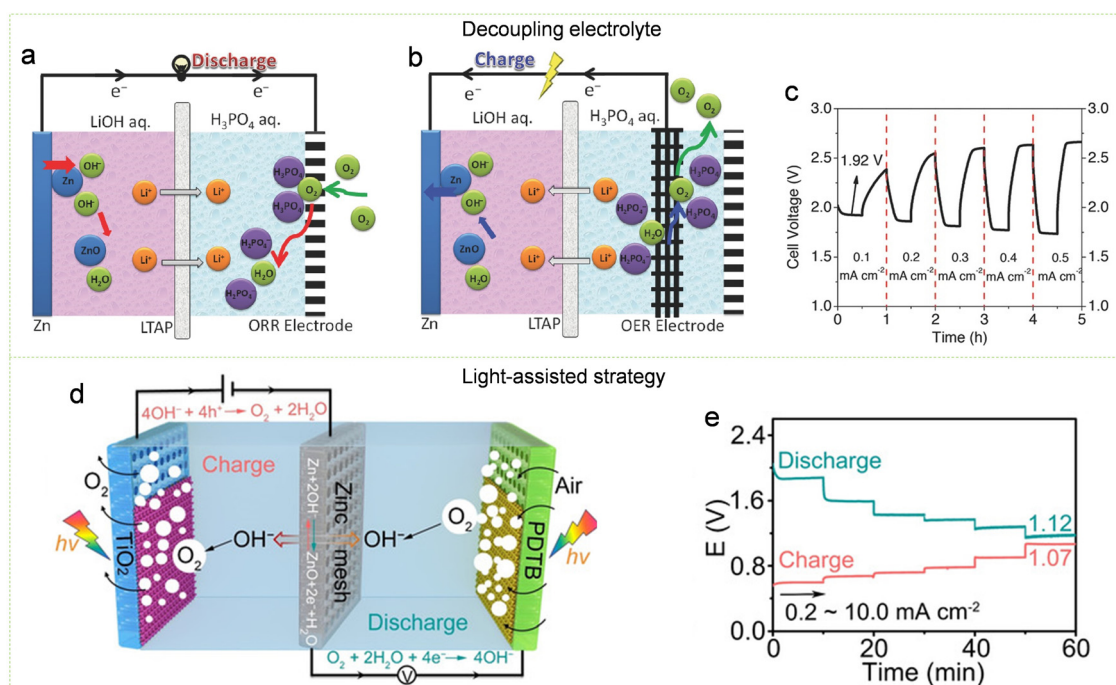 Decoupling electrolyte
a
Discharge
e⁻
e⁻
LiOH aq.
H₃PO₄ aq.
OH⁻
Zn
OH⁻
ZnO
H₂O
Li⁺
Li⁺
Li⁺
Li⁺
H₃PO₄
O₂
H₃PO₄
H₂PO₄⁻
H₂O
H₂PO₄⁻
O₂
O₂
Zn
LTAP
ORR Electrode
b
Charge
e⁻
e⁻
LiOH aq.
H₃PO₄ aq.
Zn
OH⁻
ZnO
H₂O
Li⁺
Li⁺
Li⁺
Li⁺
H₂PO₄⁻
H₂O
H₂PO₄⁻
H₃PO₄
O₂
H₃PO₄
O₂
O₂
Zn
LTAP
OER Electrode
c
Cell Voltage (V)
3.0
2.5
2.0
1.5
1.0
1.92 V
0.1
mA cm⁻²
0.2
mA cm⁻²
0.3
mA cm⁻²
0.4
mA cm⁻²
0.5
mA cm⁻²
3.0
2.5
2.0
1.5
1.0
0 1 2 3 4 5
Time (h)
Light-assisted strategy
d
4OH⁻ + 4h⁺ → O₂ + 2H₂O
Charge
O₂
hv
TiO₂
O₂
OH⁻
Zn+2OH⁻
ZnO+2e⁻+H₂O
Zinc mesh
OH⁻
O₂
Air
PDTB
hv
Discharge
O₂ + 2H₂O + 4e⁻ → 4OH⁻
V
e
E (V)
2.4
1.6
0.8
0.0
Discharge
1.12
Charge
1.07
0.2 ~ 10.0 mA cm⁻²
0 20 40 60
Time (min)